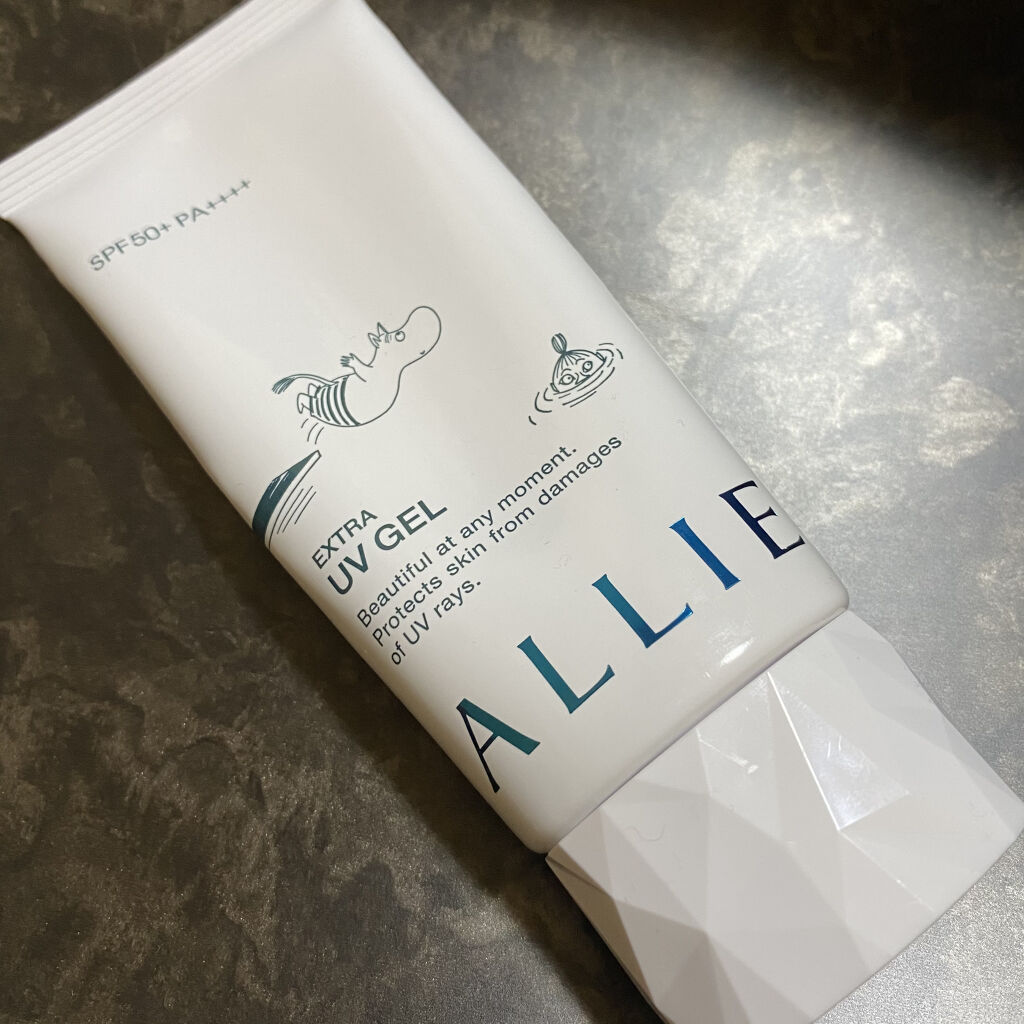 SPF50+ PA++++
EXTRA
UV GEL
Beautiful at any moment.
Protects skin from damages
of UV rays.
ALLIE